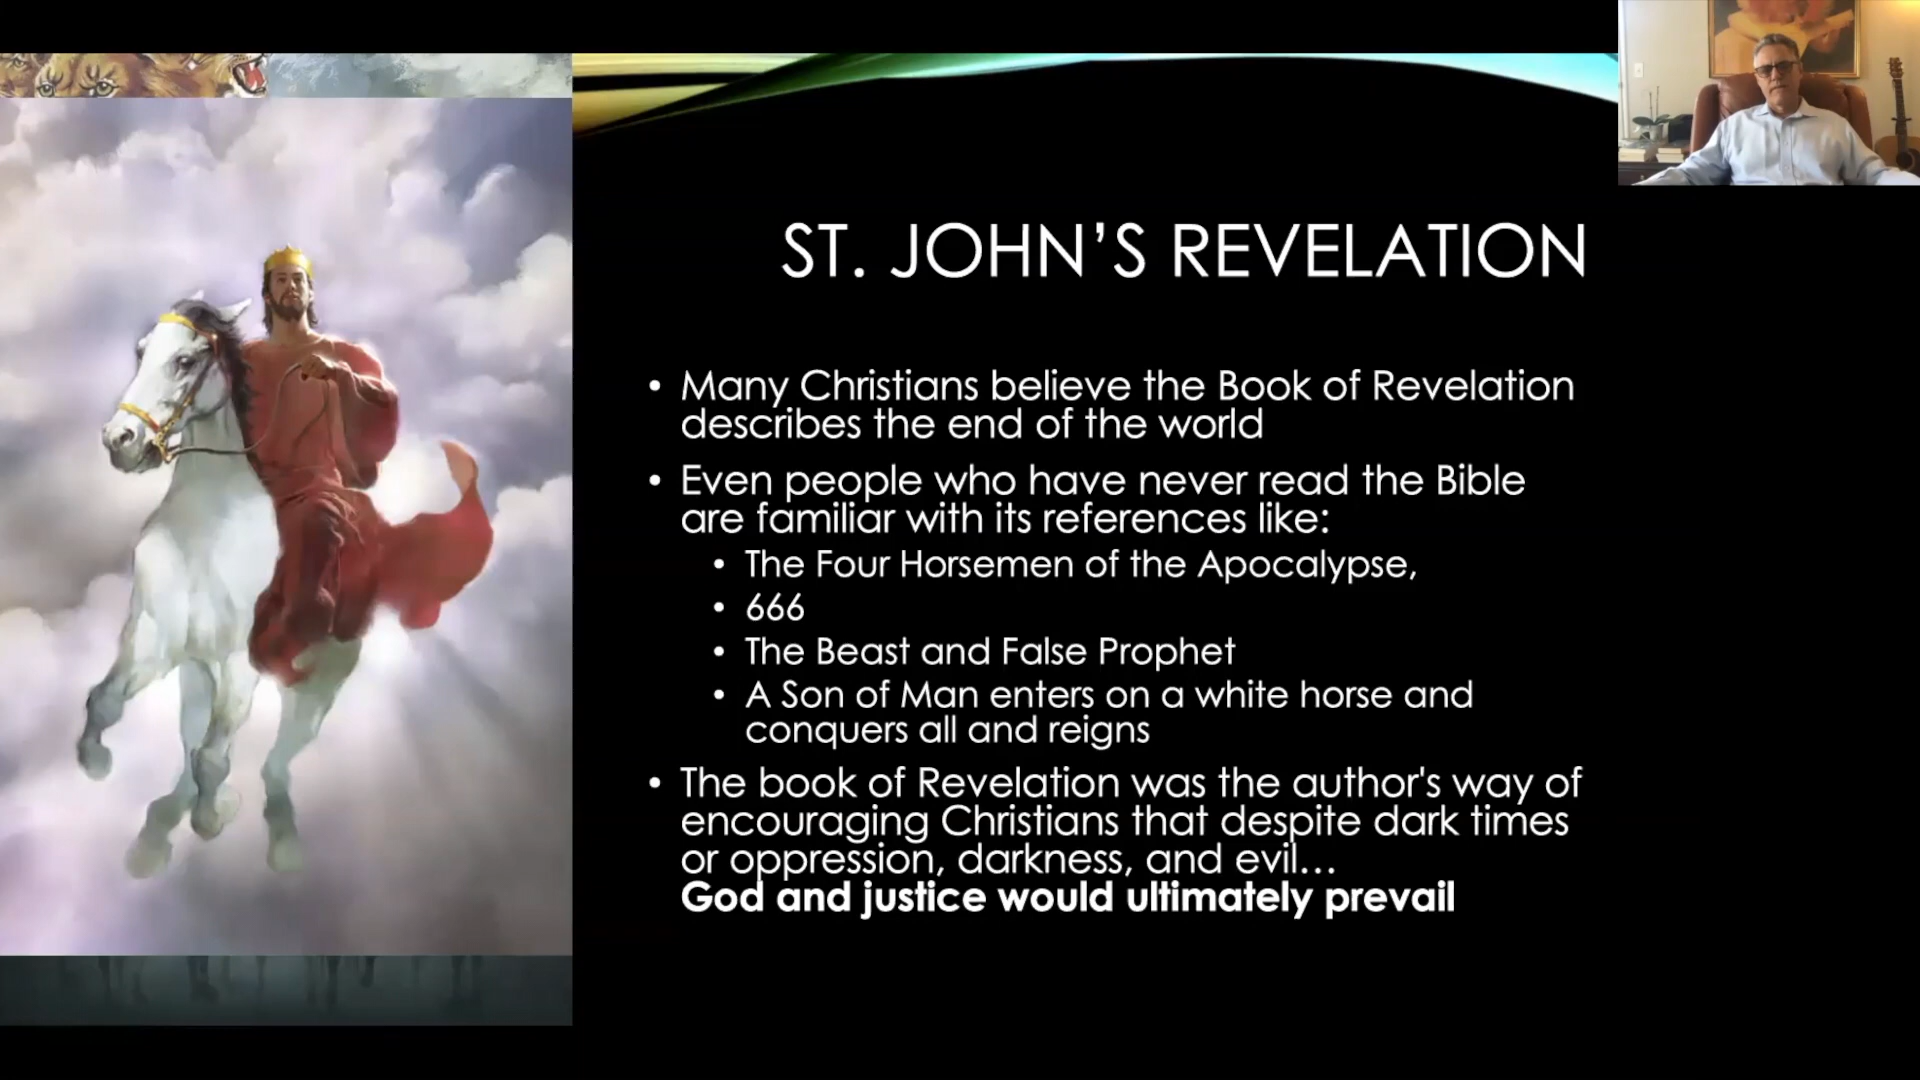 ST. JOHN’S REVELATION
• Many Christians believe the Book of Revelation
describes the end of the world
• Even people who have never read the Bible
are familiar with its references like:
• The Four Horsemen of the Apocalypse,
• 666
• The Beast and False Prophet
• A Son of Man enters on a white horse and
conquers all and reigns
• The book of Revelation was the author's way of
encouraging Christians that despite dark times
or oppression, darkness, and evil…
God and justice would ultimately prevail